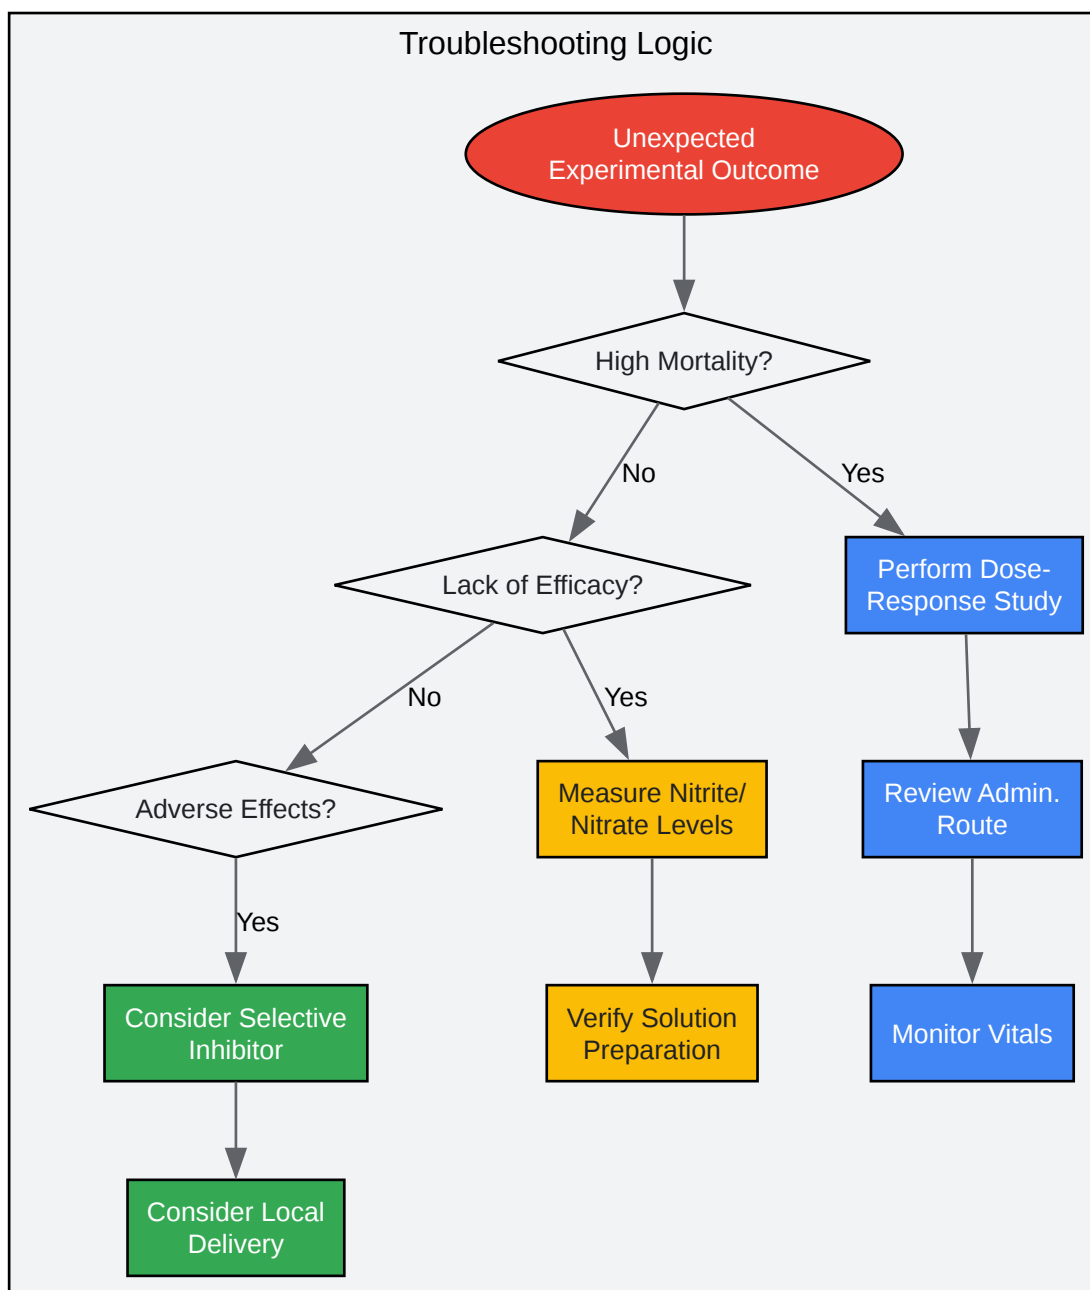 Troubleshooting Logic
Unexpected
Experimental Outcome
High Mortality?
No
Yes
Lack of Efficacy?
Perform Dose-
Response Study
No
Yes
Adverse Effects?
Measure Nitrite/
Nitrate Levels
Review Admin.
Route
Yes
Consider Selective
Inhibitor
Verify Solution
Preparation
Monitor Vitals
Consider Local
Delivery